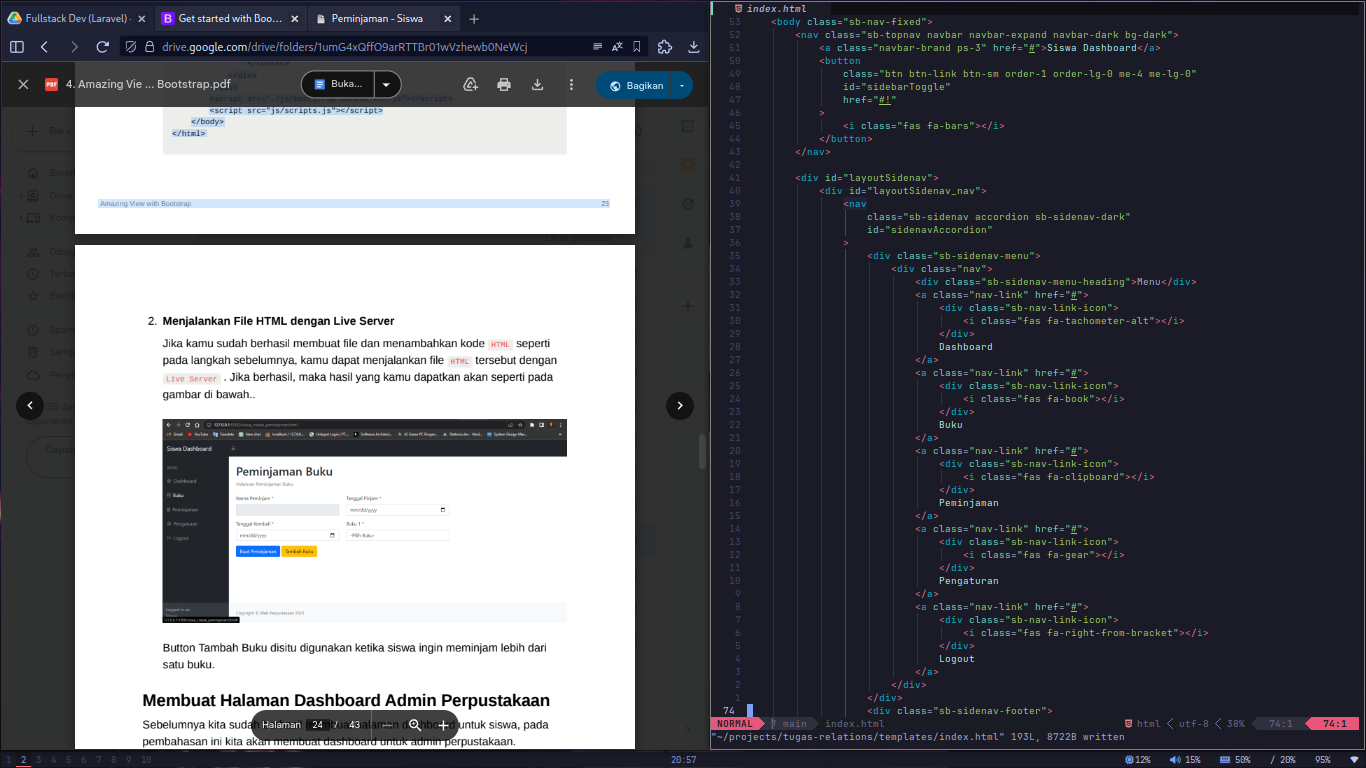 Fullstack Dev (Laravel) -
Get started with Boo...
Peminjaman - Siswa
drive.google.com/drive/folders/1umG4xQffO9arRTTBr01wVzhewb0NeWcj
4. Amazing Vie ... Bootstrap.pdf
Buka...
Bagikan
</div>
<script src="js/scripts.js"></script>
</body>
</html>
Amazing View with Bootstrap
23
2. Menjalankan File HTML dengan Live Server
Jika kamu sudah berhasil membuat file dan menambahkan kode HTML seperti
pada langkah sebelumnya, kamu dapat menjalankan file HTML tersebut dengan
Live Server . Jika berhasil, maka hasil yang kamu dapatkan akan seperti pada
gambar di bawah..
Siswa Dashboard
Dashboard
Buku
Peminjaman
Pengaturan
Logout
Peminjaman Buku
Halaman Peminjaman Buku
Nama Peminjam *
Tanggal Pinjam *
mm/dd/yyyy
Tanggal Kembali *
Buku 1 *
mm/dd/yyyy
-Pilih Buku-
Buat Peminjaman
Tambah Buku
Copyright © Web Perpustakaan 2023
Button Tambah Buku disitu digunakan ketika siswa ingin meminjam lebih dari
satu buku.
Membuat Halaman Dashboard Admin Perpustakaan
Sebelumnya kita sudah
untuk siswa, pada
pembahasan ini kita akan membuat dashboard untuk admin perpustakaan.
Halaman 24 / 43
index.html
53 <body class="sb-nav-fixed">
52 <nav class="sb-topnav navbar navbar-expand navbar-dark bg-dark">
51 <a class="navbar-brand ps-3" href="#">Siswa Dashboard</a>
50 <button
49 class="btn btn-link btn-sm order-1 order-lg-0 me-4 me-lg-0"
48 id="sidebarToggle"
47 href="#!"
46 >
45 <i class="fas fa-bars"></i>
44 </button>
43 </nav>
42
41 <div id="layoutSidenav">
40 <div id="layoutSidenav_nav">
39 <nav
38 class="sb-sidenav accordion sb-sidenav-dark"
37 id="sidenavAccordion"
36 >
35 <div class="sb-sidenav-menu">
34 <div class="nav">
33 <div class="sb-sidenav-menu-heading">Menu</div>
32 <a class="nav-link" href="#">
31 <div class="sb-nav-link-icon">
30 <i class="fas fa-tachometer-alt"></i>
29 </div>
28 Dashboard
27 </a>
26 <a class="nav-link" href="#">
25 <div class="sb-nav-link-icon">
24 <i class="fas fa-book"></i>
23 </div>
22 Buku
21 </a>
20 <a class="nav-link" href="#">
19 <div class="sb-nav-link-icon">
18 <i class="fas fa-clipboard"></i>
17 </div>
16 Peminjaman
15 </a>
14 <a class="nav-link" href="#">
13 <div class="sb-nav-link-icon">
12 <i class="fas fa-gear"></i>
11 </div>
10 Pengaturan
9 </a>
8 <a class="nav-link" href="#">
7 <div class="sb-nav-link-icon">
6 <i class="fas fa-right-from-bracket"></i>
5 </div>
4 Logout
3 </a>
2 </div>
1 </div>
74 <div class="sb-sidenav-footer">
NORMAL main index.html html utf-8 38% 74:1 74:1
"~/projects/tugas-relations/templates/index.html" 193L, 8722B written
1 2 3 4 5 6 7 8 9 10
20:57
12% 15% 50% / 20% 95%